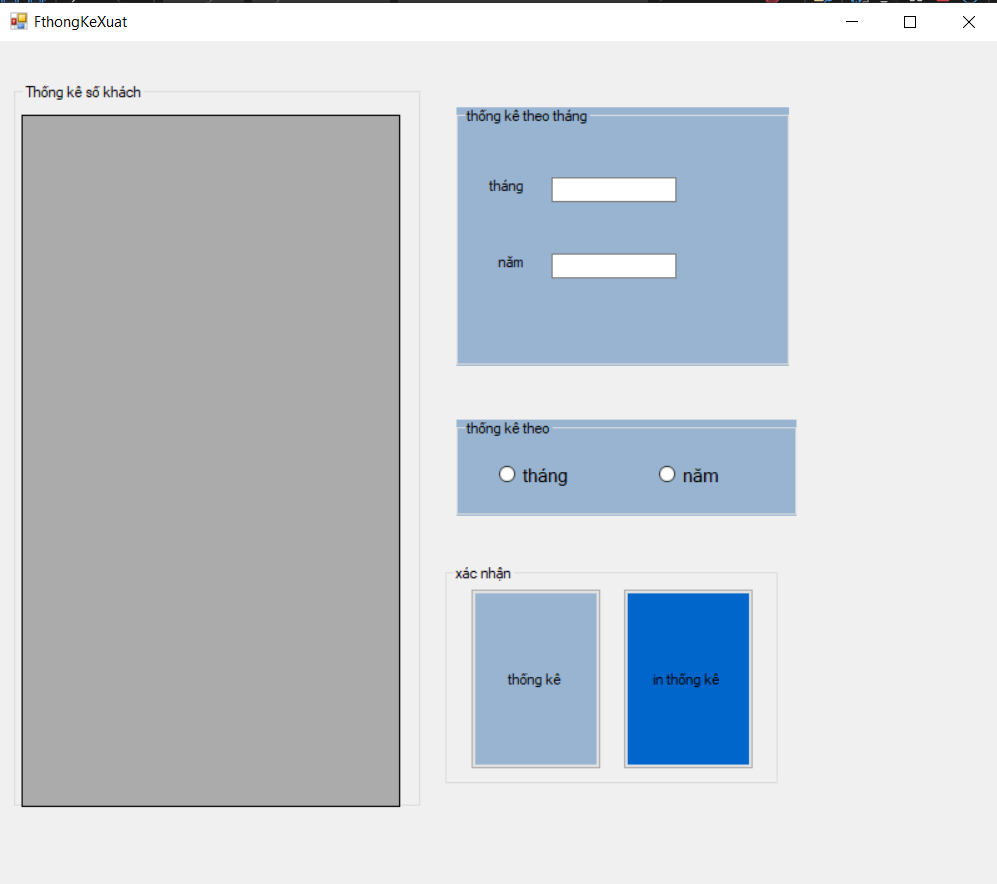 FthongKeXuat
Thống kê số khách
thống kê theo tháng
tháng
năm
thống kê theo
tháng
năm
xác nhận
thống kê
in thống kê